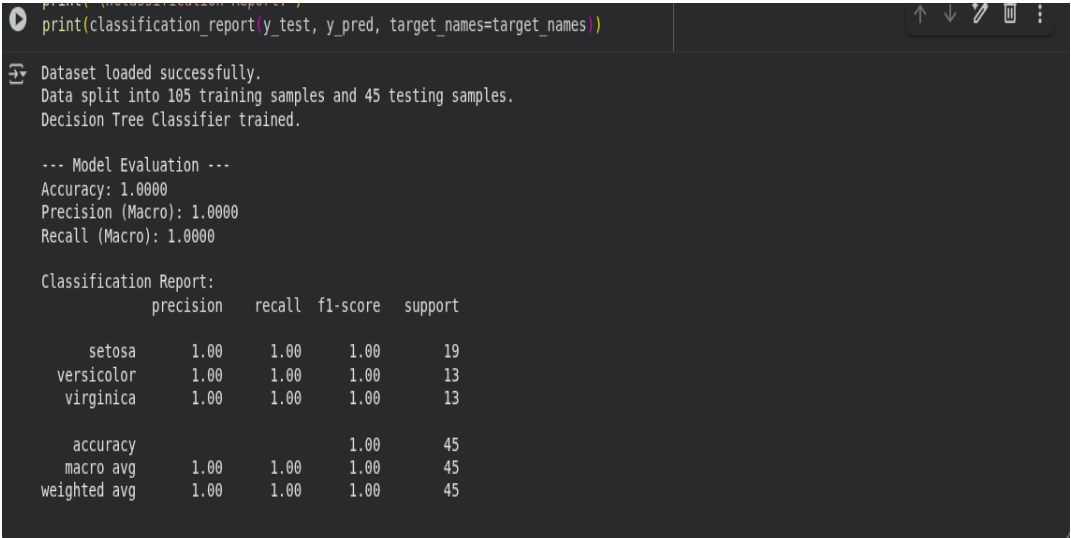 print(classification_report(y_test, y_pred, target_names=target_names))
Dataset loaded successfully.
Data split into 105 training samples and 45 testing samples.
Decision Tree Classifier trained.
--- Model Evaluation ---
Accuracy: 1.0000
Precision (Macro): 1.0000
Recall (Macro): 1.0000
Classification Report:
precision recall f1-score support
setosa 1.00 1.00 1.00 19
versicolor 1.00 1.00 1.00 13
virginica 1.00 1.00 1.00 13
accuracy 1.00 45
macro avg 1.00 1.00 1.00 45
weighted avg 1.00 1.00 1.00 45